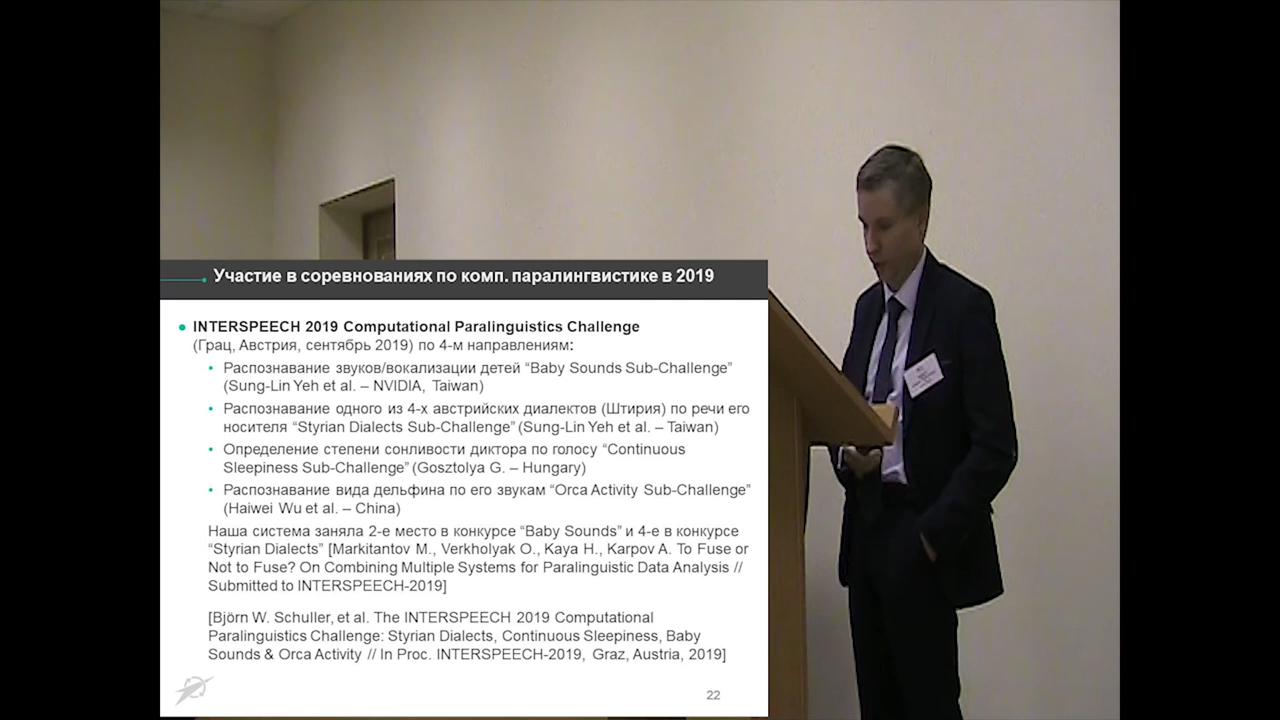 Участие в соревнованиях по комп. паралингвистике в 2019
INTERSPEECH 2019 Computational Paralinguistics Challenge
(Грац, Австрия, сентябрь 2019) по 4-м направлениям:
Распознавание звуков/вокализации детей “Baby Sounds Sub-Challenge”
(Sung-Lin Yeh et al. – NVIDIA, Taiwan)
Распознавание одного из 4-х австрийских диалектов (Штирия) по речи его
носителя “Styrian Dialects Sub-Challenge” (Sung-Lin Yeh et al. – Taiwan)
Определение степени сонливости диктора по голосу “Continuous
Sleepiness Sub-Challenge” (Gosztolya G. – Hungary)
Распознавание вида дельфина по его звукам “Orca Activity Sub-Challenge”
(Haiwei Wu et al. – China)
Наша система заняла 2-е место в конкурсе “Baby Sounds” и 4-е в конкурсе
“Styrian Dialects” [Markitantov M., Verkholyak O., Kaya H., Karpov A. To Fuse or
Not to Fuse? On Combining Multiple Systems for Paralinguistic Data Analysis //
Submitted to INTERSPEECH-2019]
[Björn W. Schuller, et al. The INTERSPEECH 2019 Computational
Paralinguistics Challenge: Styrian Dialects, Continuous Sleepiness, Baby
Sounds & Orca Activity // In Proc. INTERSPEECH-2019, Graz, Austria, 2019]
22